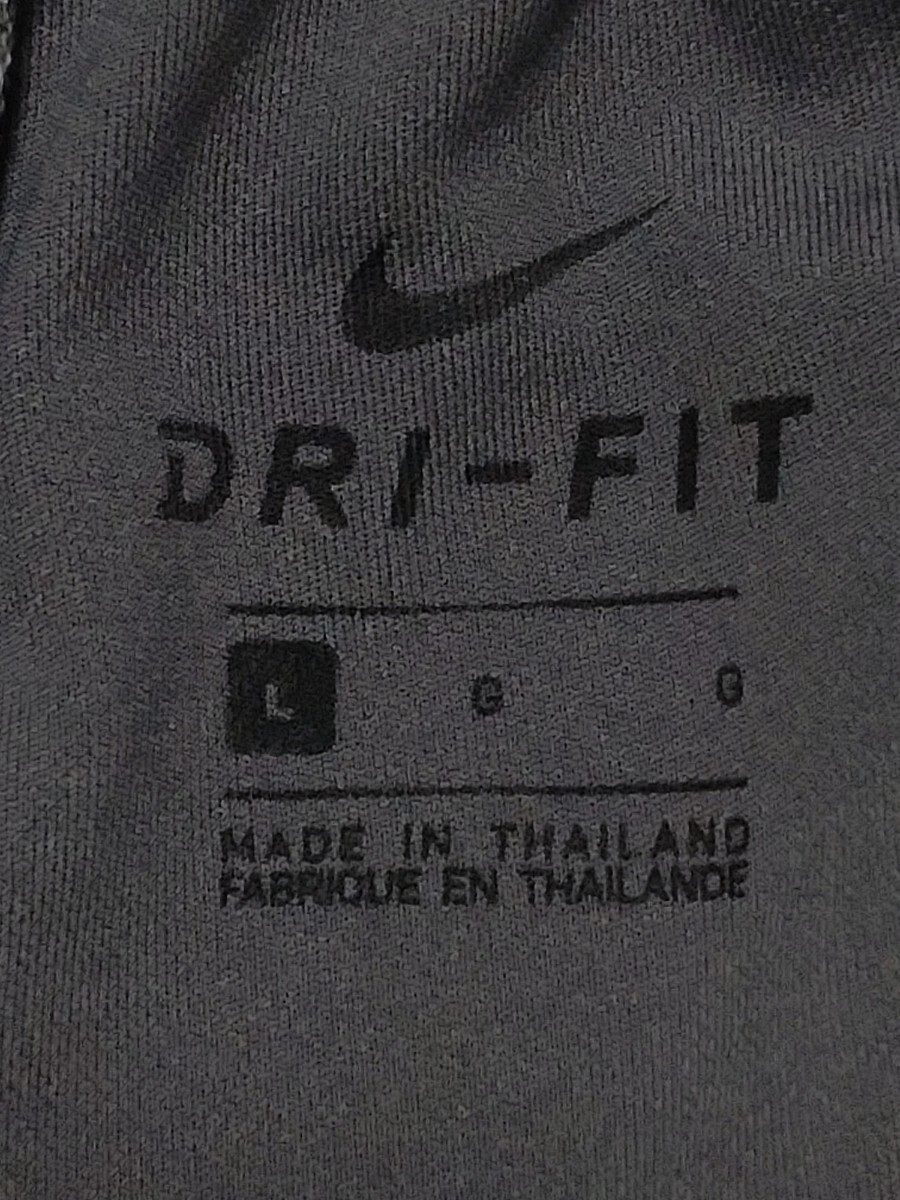 DRI-FIT
L G G
MADE IN THAILAND
FABRIQUE EN THAILANDE